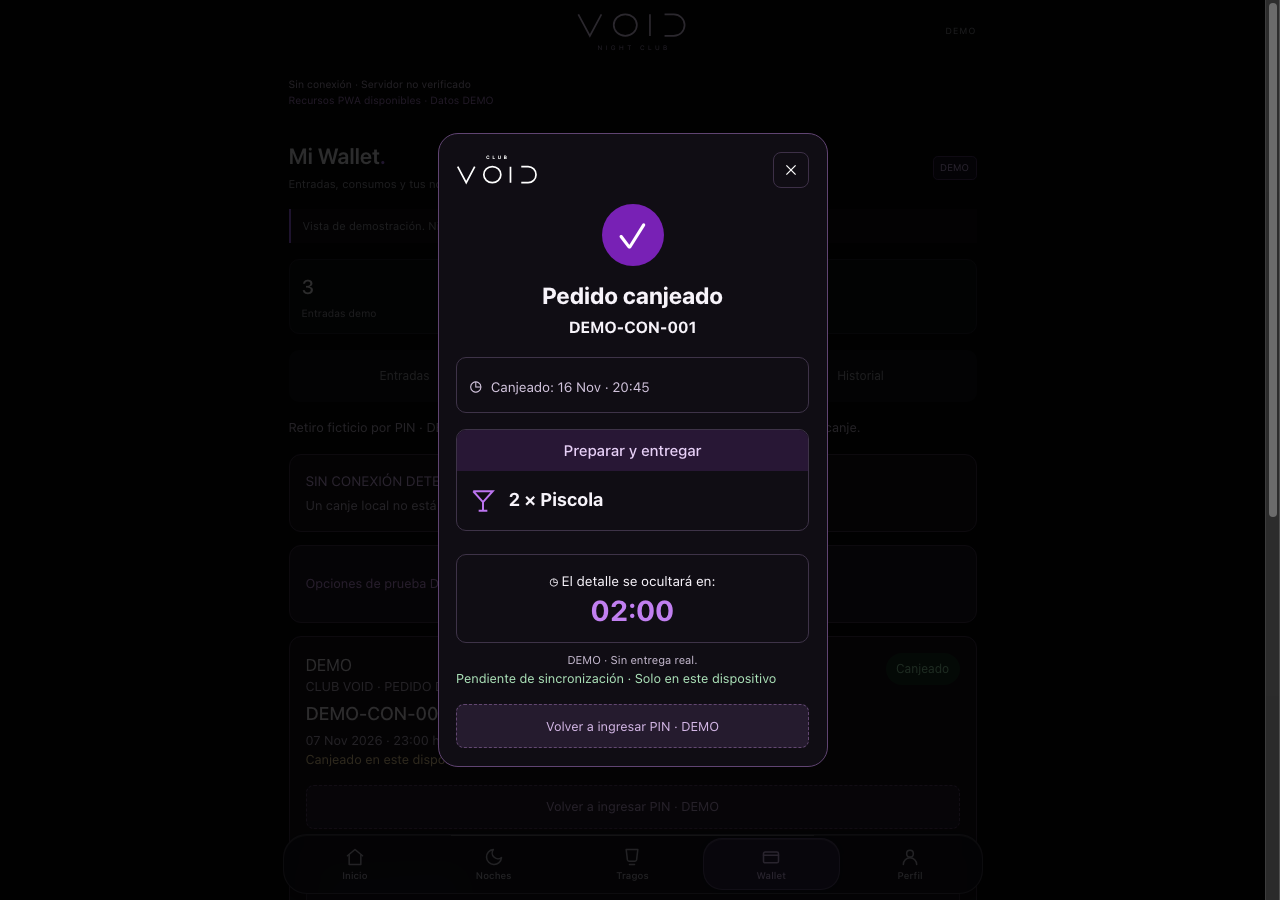 VOID
NIGHT CLUB
DEMO
Sin conexión · Servidor no verificado
Recursos PWA disponibles · Datos DEMO
Mi Wallet.
DEMO
Entradas, consumos y tus
Vista de demostración.
3
Entradas demo
Entradas
Historial
Retiro ficticio por PIN ·
canje.
SIN CONEXIÓN
Un canje local no está
Opciones de prueba
DEMO
Canjeado
CLUB VOID · PEDIDO
DEMO-CON-00
07 Nov 2026 · 23:00
Canjeado en este
Volver a ingresar PIN · DEMO
CLUB
VOID
Pedido canjeado
DEMO-CON-001
Canjeado: 16 Nov · 20:45
Preparar y entregar
2 × Piscola
El detalle se ocultará en:
02:00
DEMO · Sin entrega real.
Pendiente de sincronización · Solo en este dispositivo
Volver a ingresar PIN · DEMO
Inicio
Noches
Tragos
Wallet
Perfil